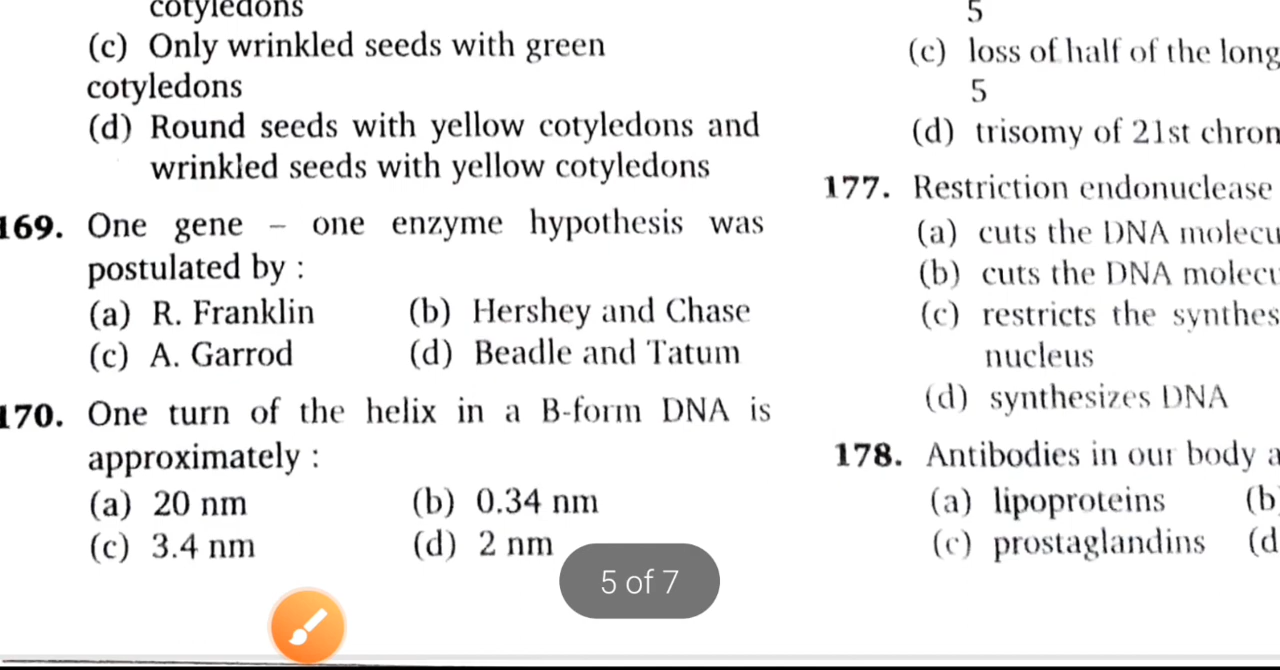 cotyledons
(c) Only wrinkled seeds with green
cotyledons
(d) Round seeds with yellow cotyledons and
wrinkled seeds with yellow cotyledons
169. One gene – one enzyme hypothesis was
postulated by :
(a) R. Franklin (b) Hershey and Chase
(c) A. Garrod (d) Beadle and Tatum
170. One turn of the helix in a B-form DNA is
approximately :
(a) 20 nm (b) 0.34 nm
(c) 3.4 nm (d) 2 nm
5
(c) loss of half of the long
5
(d) trisomy of 21st chrom
177. Restriction endonuclease
(a) cuts the DNA molecu
(b) cuts the DNA molecu
(c) restricts the synthes
nucleus
(d) synthesizes DNA
178. Antibodies in our body a
(a) lipoproteins (b)
(c) prostaglandins (d
5 of 7